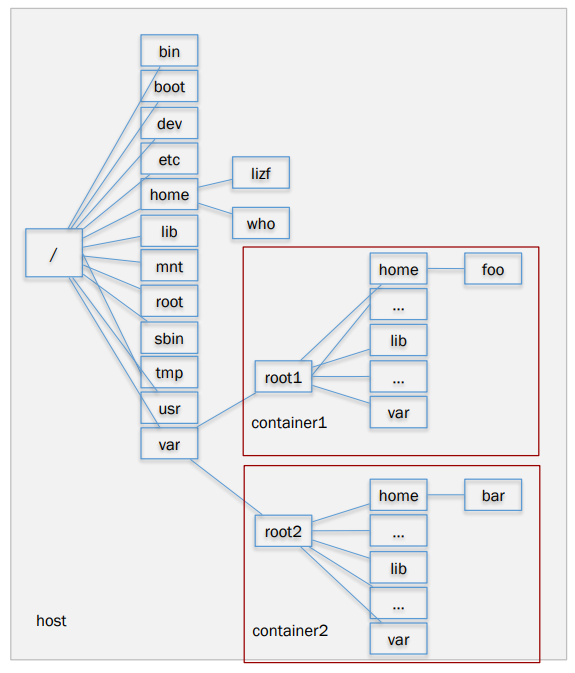 /
bin
boot
dev
etc
home
lib
mnt
root
sbin
tmp
usr
var
lizf
who
root1
home
...
lib
...
var
foo
container1
root2
home
...
lib
...
var
bar
container2
host